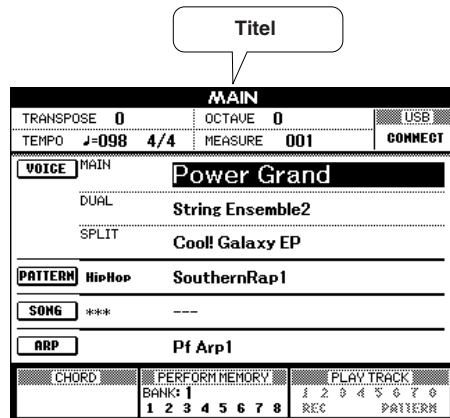 Titel
MAIN
TRANSPOSE 0 OCTAVE 0 USB
TEMPO ♩=098 4/4 MEASURE 001 CONNECT
VOICE MAIN Power Grand
DUAL String Ensemble2
SPLIT Cool! Galaxy EP
PATTERN HipHop SouthernRap1
SONG *** ---
ARP Pf Arp1
CHORD PERFORM MEMORY PLAY TRACK
BANK: 1 1 2 3 4 5 6 7 8
1 2 3 4 5 6 7 8 REC PATTERN